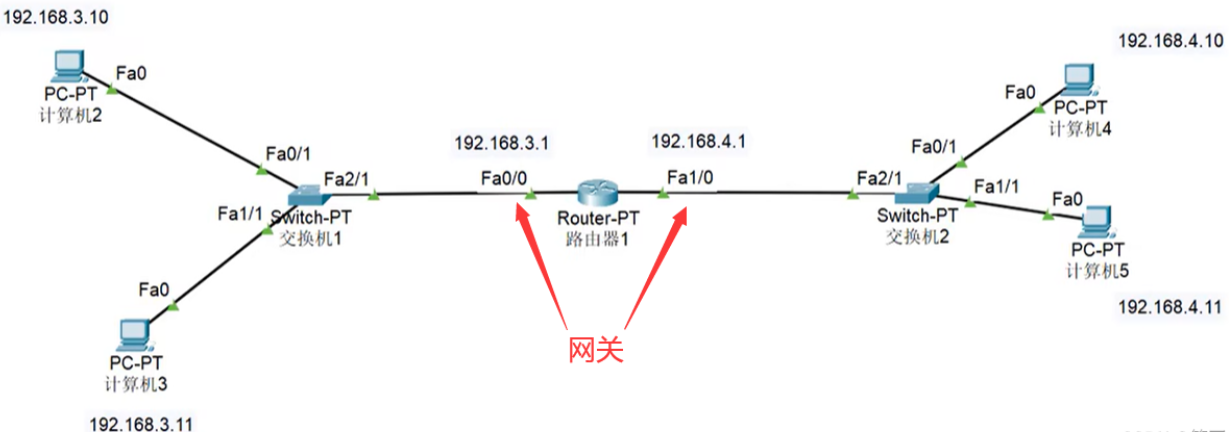 192.168.3.10
Fa0
PC-PT
计算机2
Fa0/1
Fa2/1
Fa1/1
Switch-PT
交换机1
Fa0
PC-PT
计算机3
192.168.3.11
192.168.3.1
Fa0/0
192.168.4.1
Fa1/0
Router-PT
路由器1
网关
192.168.4.10
Fa0
PC-PT
计算机4
Fa0/1
Fa2/1
Fa1/1
Switch-PT
交换机2
Fa0
PC-PT
计算机5
192.168.4.11